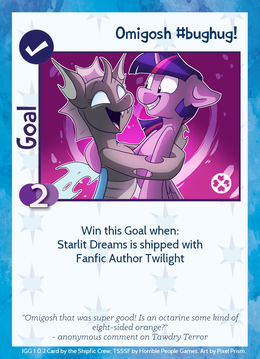 Omigosh #bughug!
Goal
2
Win this Goal when:
Starlit Dreams is shipped with
Fanfic Author Twilight
"Omigosh that was super good! Is an octarine some kind of
eight-sided orange?"
- anonymous comment on Tawdry Terror
IGG 1.0.2 Card by the Shipfic Crew, TSSSF by Horrible People Games. Art by Pixel Prism.